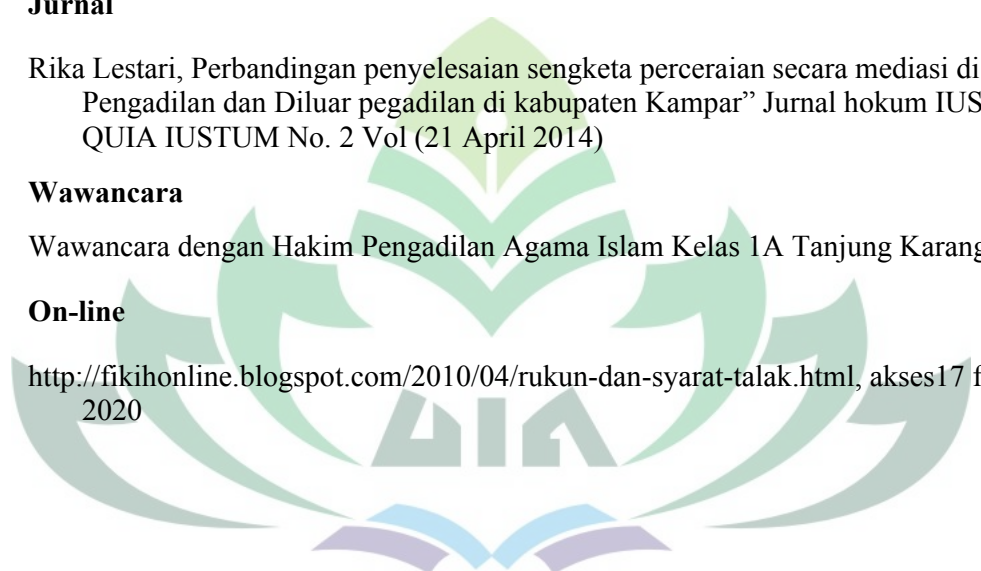 Jurnal
Rika Lestari, Perbandingan penyelesaian sengketa perceraian secara mediasi di
Pengadilan dan Diluar pegadilan di kabupaten Kampar” Jurnal hokum IUS
QUIA IUSTUM No. 2 Vol (21 April 2014)
Wawancara
Wawancara dengan Hakim Pengadilan Agama Islam Kelas 1A Tanjung Karang
On-line
http://fikihonline.blogspot.com/2010/04/rukun-dan-syarat-talak.html, akses17 f
2020